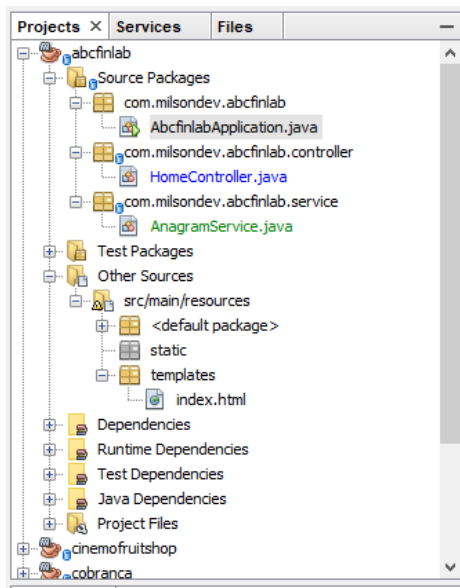 Projects × Services Files
abcfinlab
Source Packages
com.milsondev.abcfinlab
AbcfinlabApplication.java
com.milsondev.abcfinlab.controller
HomeController.java
com.milsondev.abcfinlab.service
AnagramService.java
Test Packages
Other Sources
src/main/resources
<default package>
static
templates
index.html
Dependencies
Runtime Dependencies
Test Dependencies
Java Dependencies
Project Files
cinemofruitshop
cobranca